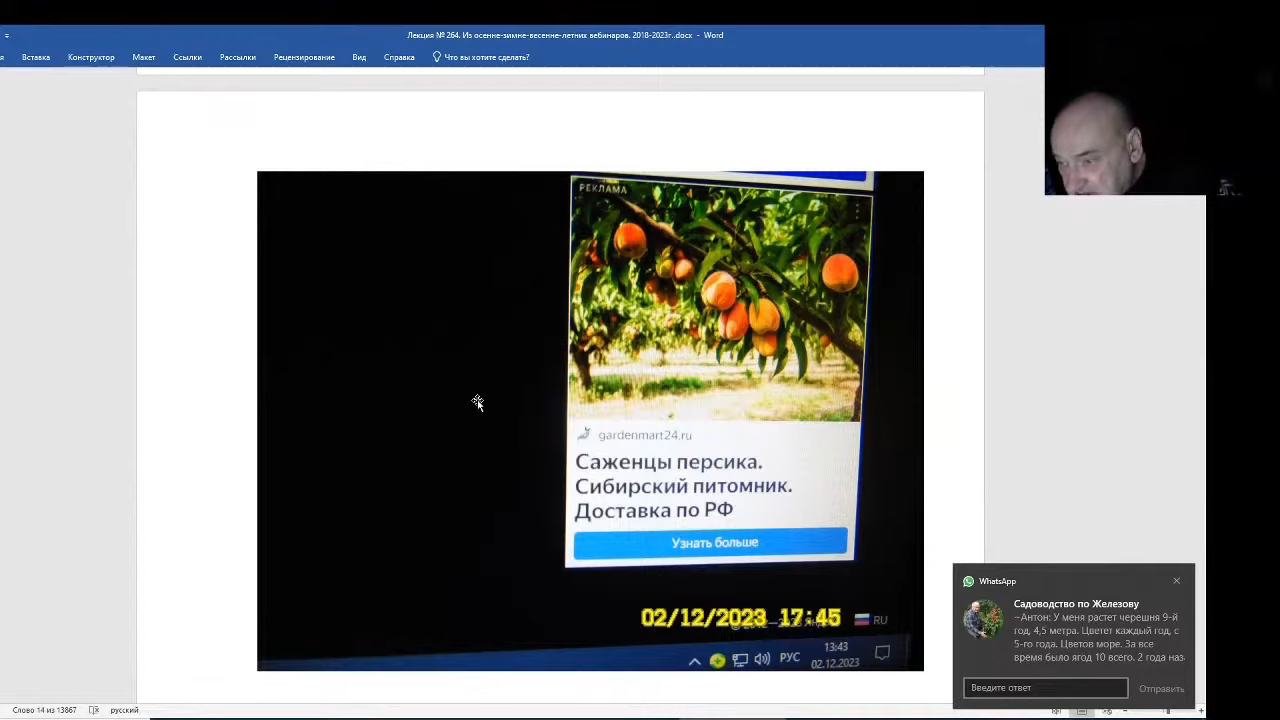 Лекция № 264. Из осенне-зимне-весенне-летних вебинаров. 2018-2023г..docx - Word
Вставка Конструктор Макет Ссылки Рассылки Рецензирование Вид Справка Что вы хотите сделать?
РЕКЛАМА
gardenmart24.ru
Саженцы персика.
Сибирский питомник.
Доставка по РФ
Узнать больше
02/12/2023 17:45
RU
РУС
13:43
02.12.2023
WhatsApp
Садоводство по Железову
~Антон: У меня растет черешня 9-й
год, 4,5 метра. Цветет каждый год, с
5-го года. Цветов море. За все
время было ягод 10 всего. 2 года наз
Введите ответ Отправить
Слово 14 из 13867 русский